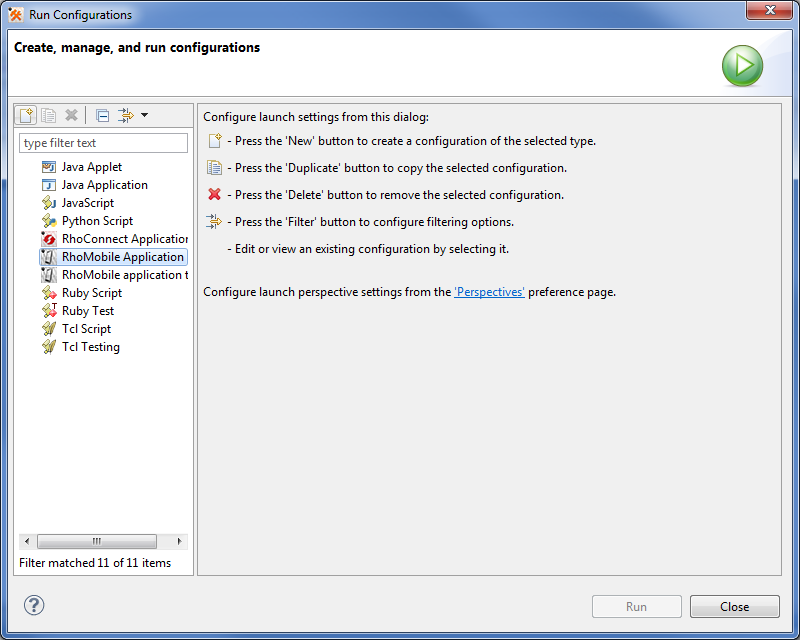 Run Configurations
Create, manage, and run configurations
type filter text
Java Applet
Java Application
JavaScript
Python Script
RhoConnect Application
RhoMobile Application
RhoMobile application t
Ruby Script
Ruby Test
Tcl Script
Tcl Testing
Filter matched 11 of 11 items
Configure launch settings from this dialog:
- Press the 'New' button to create a configuration of the selected type.
- Press the 'Duplicate' button to copy the selected configuration.
- Press the 'Delete' button to remove the selected configuration.
- Press the 'Filter' button to configure filtering options.
- Edit or view an existing configuration by selecting it.
Configure launch perspective settings from the 'Perspectives' preference page.
Run
Close